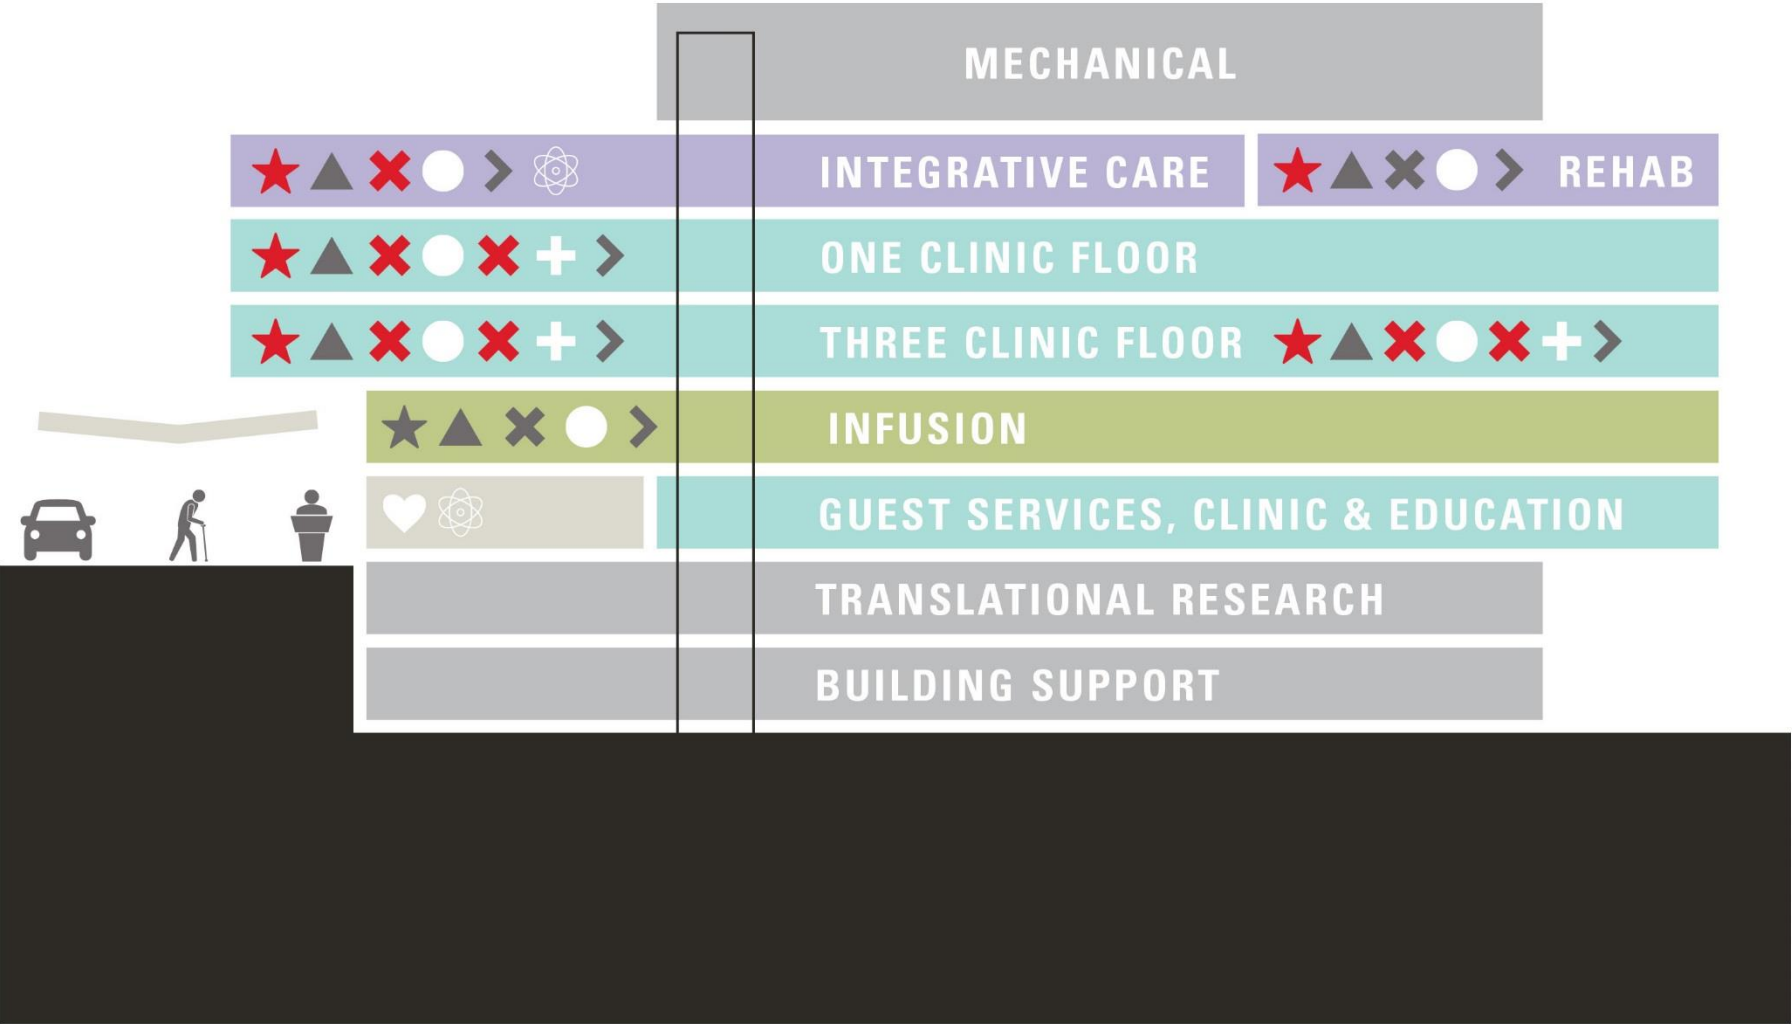 MECHANICAL
INTEGRATIVE CARE
REHAB
ONE CLINIC FLOOR
THREE CLINIC FLOOR
INFUSION
GUEST SERVICES, CLINIC & EDUCATION
TRANSLATIONAL RESEARCH
BUILDING SUPPORT